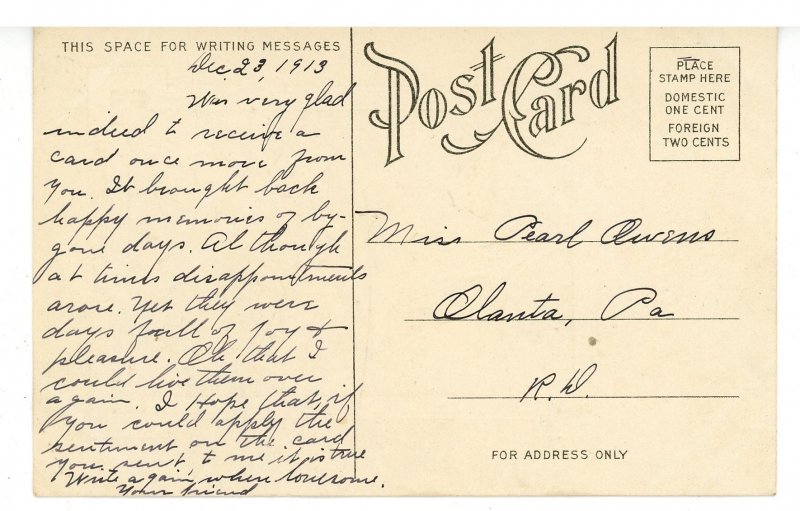 THIS SPACE FOR WRITING MESSAGES
Dec 23, 1913
Was very glad
indeed to receive a
card once more from
you. It brought back
happy memories of by-
gone days. Although
at times disappointments
arose. Yet they were
days full of joy &
pleasure. Oh that I
could live them over
again. I Hope that, if
you could apply the
sentiment on the card
you sent to me it is true
Write again when lonesome.
Your friend
Post Card
PLACE
STAMP HERE
DOMESTIC
ONE CENT
FOREIGN
TWO CENTS
Miss Pearl Owens
Olanta, Pa
R.D.
FOR ADDRESS ONLY